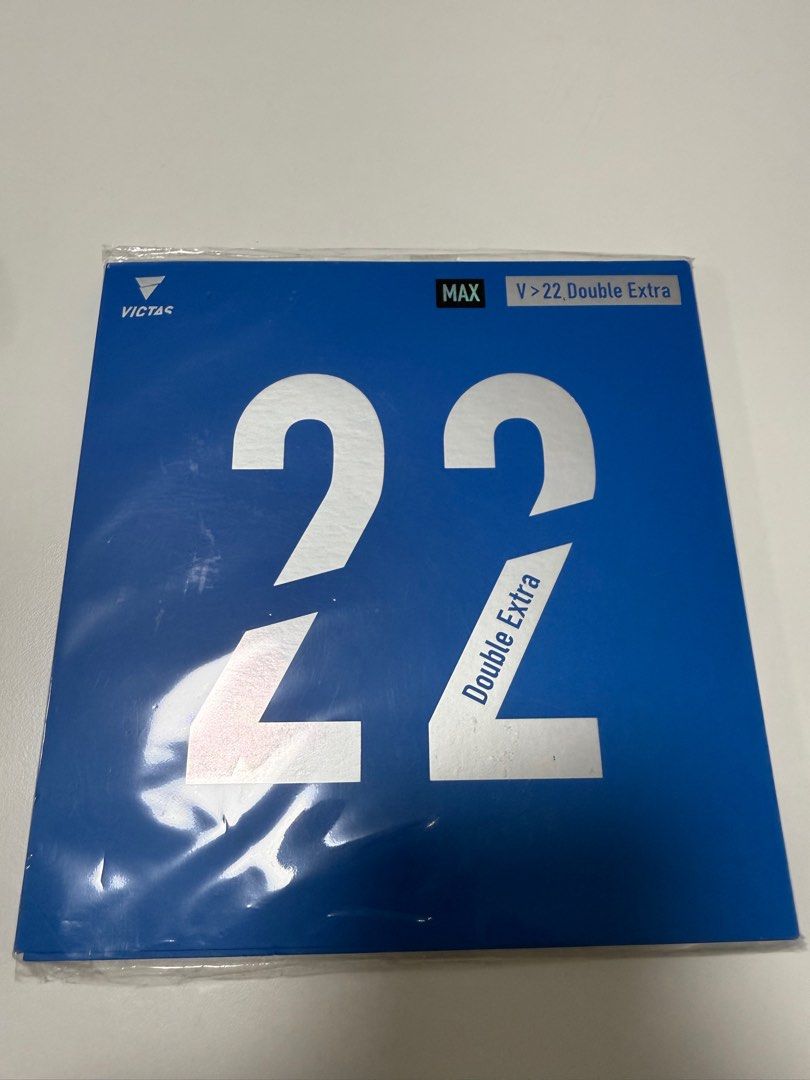 VICTAS
MAX
V>22 Double Extra
22
Double Extra